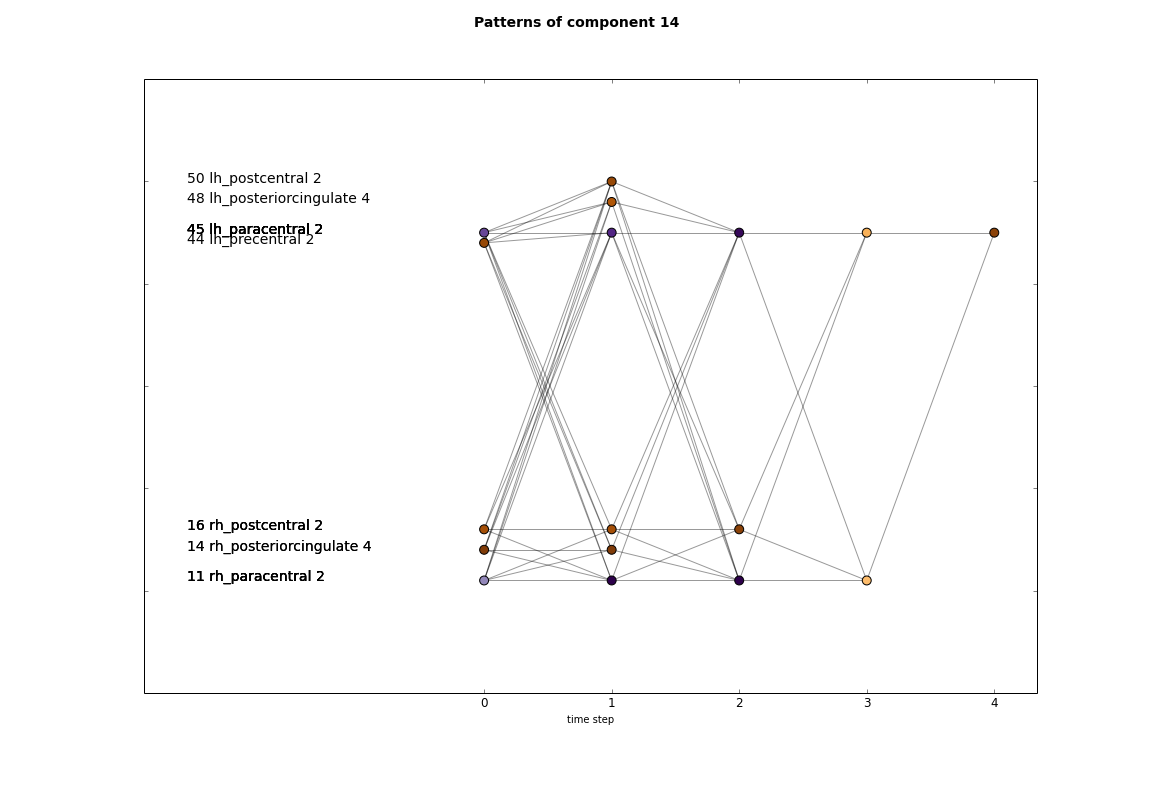 Patterns of component 14
50 lh_postcentral 2
48 lh_posteriorcingulate 4
45 lh_paracentral 2
44 lh_precentral 2
16 rh_postcentral 2
14 rh_posteriorcingulate 4
11 rh_paracentral 2
0 1 2 3 4
time step